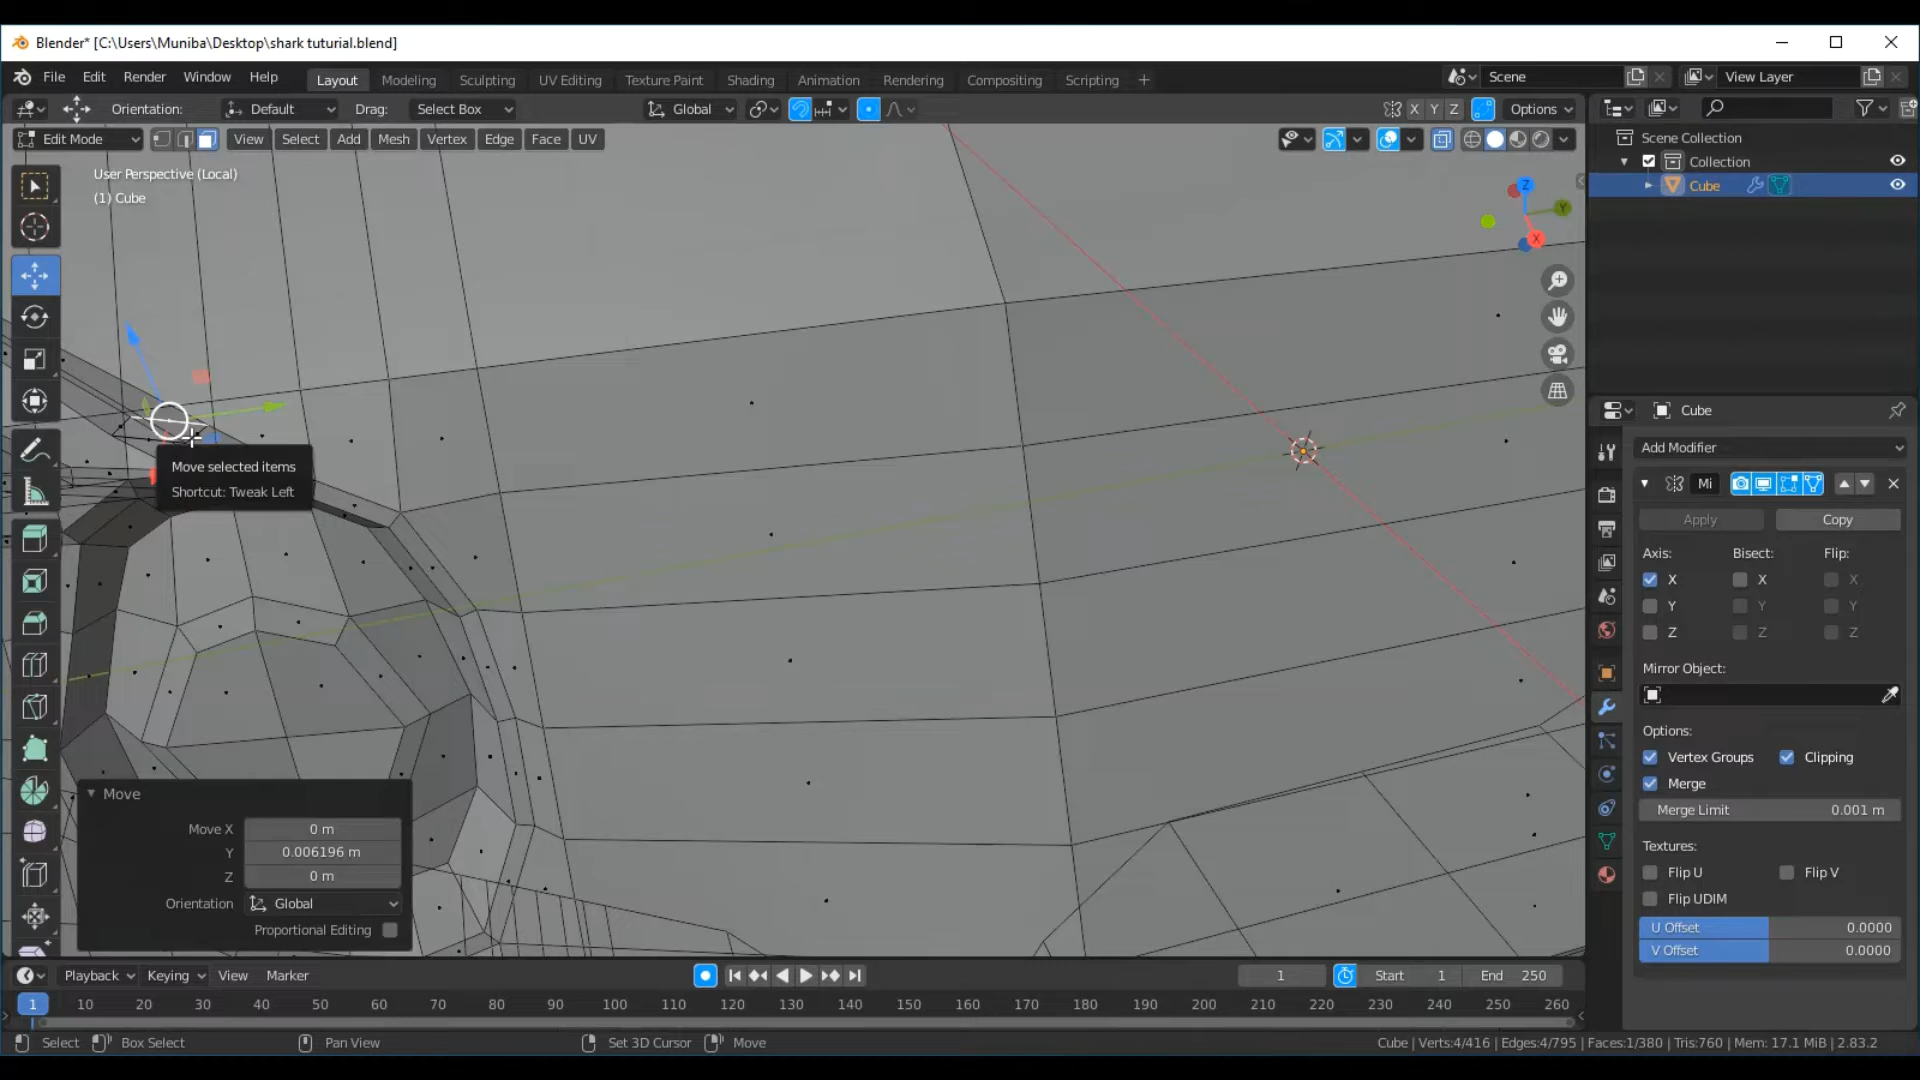 Blender* [C:\Users\Muniba\Desktop\shark tuturial.blend]
File Edit Render Window Help Layout Modeling Sculpting UV Editing Texture Paint Shading Animation Rendering Compositing Scripting + Scene View Layer
Orientation: Default Drag: Select Box Global X Y Z Options
Edit Mode View Select Add Mesh Vertex Edge Face UV
User Perspective (Local)
(1) Cube
Z
Y
X
Move selected items
Shortcut: Tweak Left
Move
Move X 0 m
Y 0.006196 m
Z 0 m
Orientation Global
Proportional Editing
Scene Collection
Collection
Cube
Cube
Add Modifier
Mi
Apply Copy
Axis: Bisect: Flip:
X X X
Y Y Y
Z Z Z
Mirror Object:
Options:
Vertex Groups Clipping
Merge
Merge Limit 0.001 m
Textures:
Flip U Flip V
Flip UDIM
U Offset 0.0000
V Offset 0.0000
Playback Keying View Marker 1 Start 1 End 250
1 10 20 30 40 50 60 70 80 90 100 110 120 130 140 150 160 170 180 190 200 210 220 230 240 250 260
Select Box Select Pan View Set 3D Cursor Move Cube | Verts:4/416 | Edges:4/795 | Faces:1/380 | Tris:760 | Mem: 17.1 MiB | 2.83.2